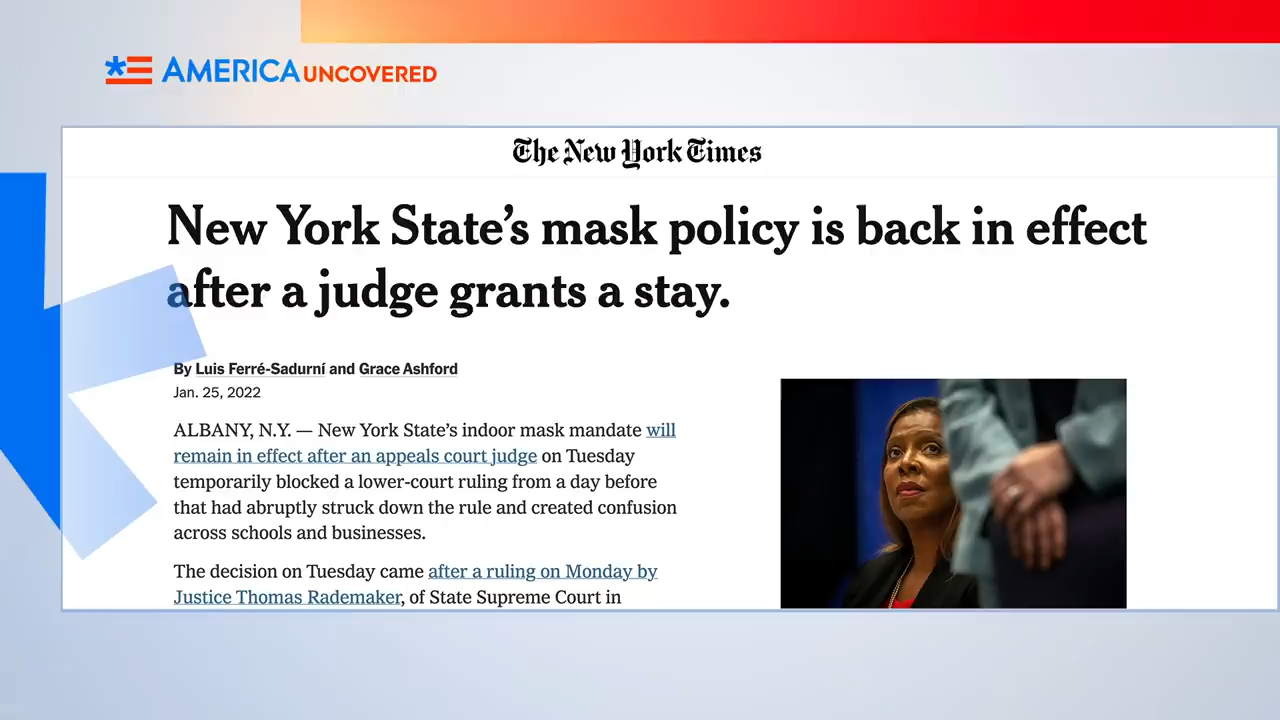 AMERICA UNCOVERED
The New York Times
New York State’s mask policy is back in effect
after a judge grants a stay.
By Luis Ferré-Sadurní and Grace Ashford
Jan. 25, 2022
ALBANY, N.Y. — New York State’s indoor mask mandate will
remain in effect after an appeals court judge on Tuesday
temporarily blocked a lower-court ruling from a day before
that had abruptly struck down the rule and created confusion
across schools and businesses.
The decision on Tuesday came after a ruling on Monday by
Justice Thomas Rademaker, of State Supreme Court in